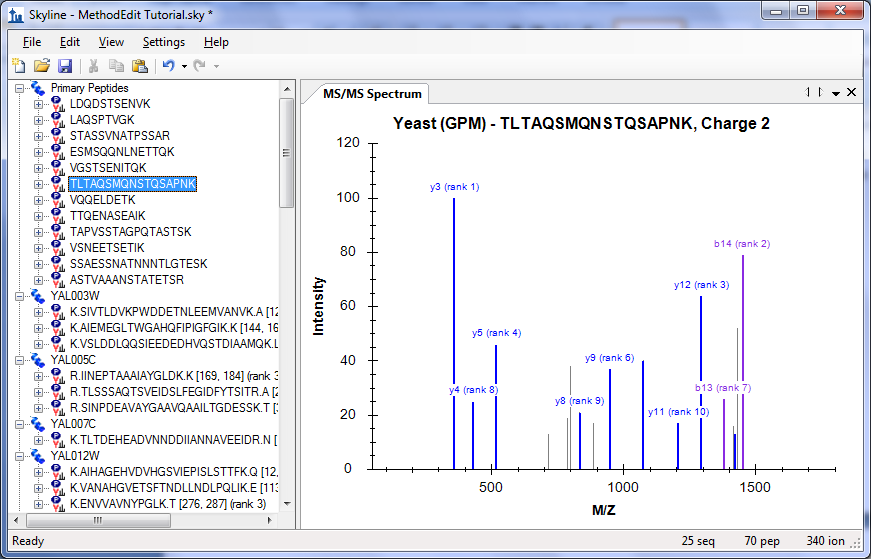 Skyline - MethodEdit Tutorial.sky *
File Edit View Settings Help
Primary Peptides
LDQDSTSENVK
LAQSPTVGK
STASSVNATPSSAR
ESMSQQNLNETTQK
VGSTSENITQK
TLTAQSMQNSTQSAPNK
VQQELDETK
TTQENASEAIK
TAPVSSTAGPQTASTSK
VSNEETSETIK
SSAESSNATNNNTLGTESK
ASTVAAANSTATETSR
YAL003W
K.SIVTLDVKPWDDETNLEEMVANVK.A [12
K.AIEMEGLTWGAHQFIPIGFGIK.K [144, 16
K.VSLDDLQQSIEEDEDHVQSTDIAAMQK.L
YAL005C
R.IINEPTAAAIAYGLDK.K [169, 184] (rank 3
R.TLSSSAQTSVEIDSLFEGIDFYTSITR.A [2
R.SINPDEAVAYGAAVQAAILTGDESSK.T [3
YAL007C
K.TLTDEHEADVNNDDIIANNAVEEIDR.N [
YAL012W
K.AIHAGEHVDVHGSVIEPISLSTTFK.Q [12,
K.VANAHGVETSFTNDLLNDLPQLIK.E [113
K.ENVVAVNYPGLK.T [276, 287] (rank 3)
MS/MS Spectrum
Yeast (GPM) - TLTAQSMQNSTQSAPNK, Charge 2
120
100
80
60
40
20
0
Intensity
y3 (rank 1)
b14 (rank 2)
y12 (rank 3)
y5 (rank 4)
y9 (rank 6)
y4 (rank 8)
b13 (rank 7)
y8 (rank 9)
y11 (rank 10)
500 1000 1500
M/Z
Ready 25 seq 70 pep 340 ion